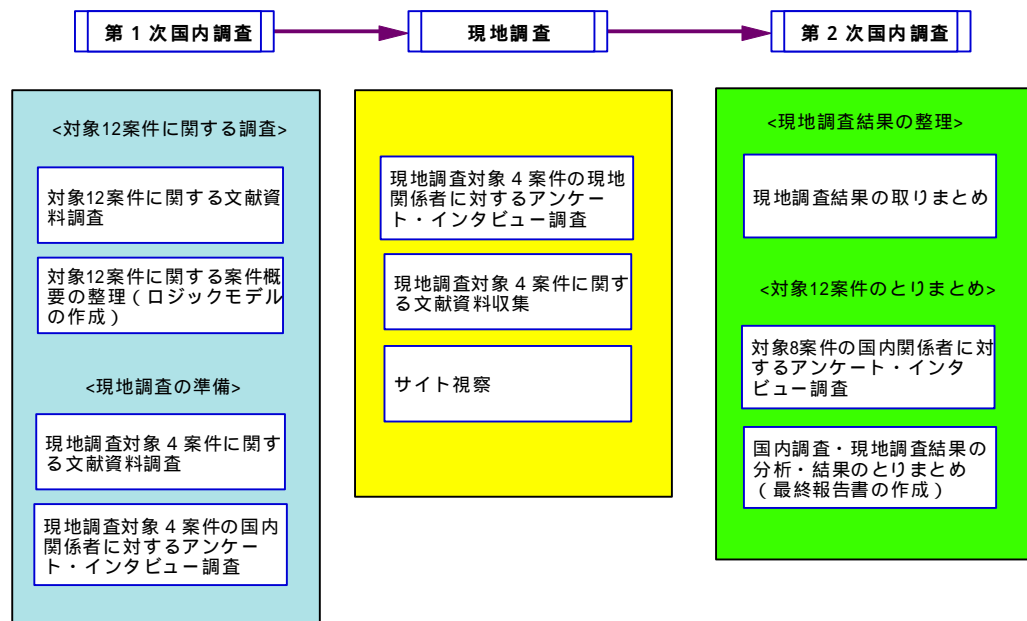 第１次国内調査
現地調査
第２次国内調査
<対象12案件に関する調査>
対象12案件に関する文献資
料調査
対象12案件に関する案件概
要の整理（ロジックモデル
の作成）
<現地調査の準備>
現地調査対象４案件に関す
る文献資料調査
現地調査対象４案件の国内
関係者に対するアンケー
ト・インタビュー調査
現地調査対象４案件の現地
関係者に対するアンケー
ト・インタビュー調査
現地調査対象４案件に関す
る文献資料収集
サイト視察
<現地調査結果の整理>
現地調査結果の取りまとめ
<対象12案件のとりまとめ>
対象8案件の国内関係者に対
するアンケート・インタ
ビュー調査
国内調査・現地調査結果の
分析・結果のとりまとめ
（最終報告書の作成）